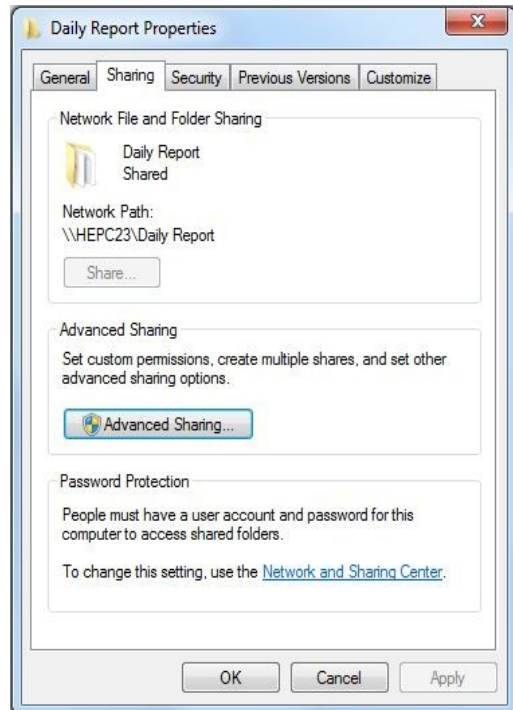 Daily Report Properties
X
General Sharing Security Previous Versions Customize
Network File and Folder Sharing
Daily Report
Shared
Network Path:
\\HEPC23\Daily Report
Share...
Advanced Sharing
Set custom permissions, create multiple shares, and set other
advanced sharing options.
Advanced Sharing...
Password Protection
People must have a user account and password for this
computer to access shared folders.
To change this setting, use the Network and Sharing Center.
OK Cancel Apply